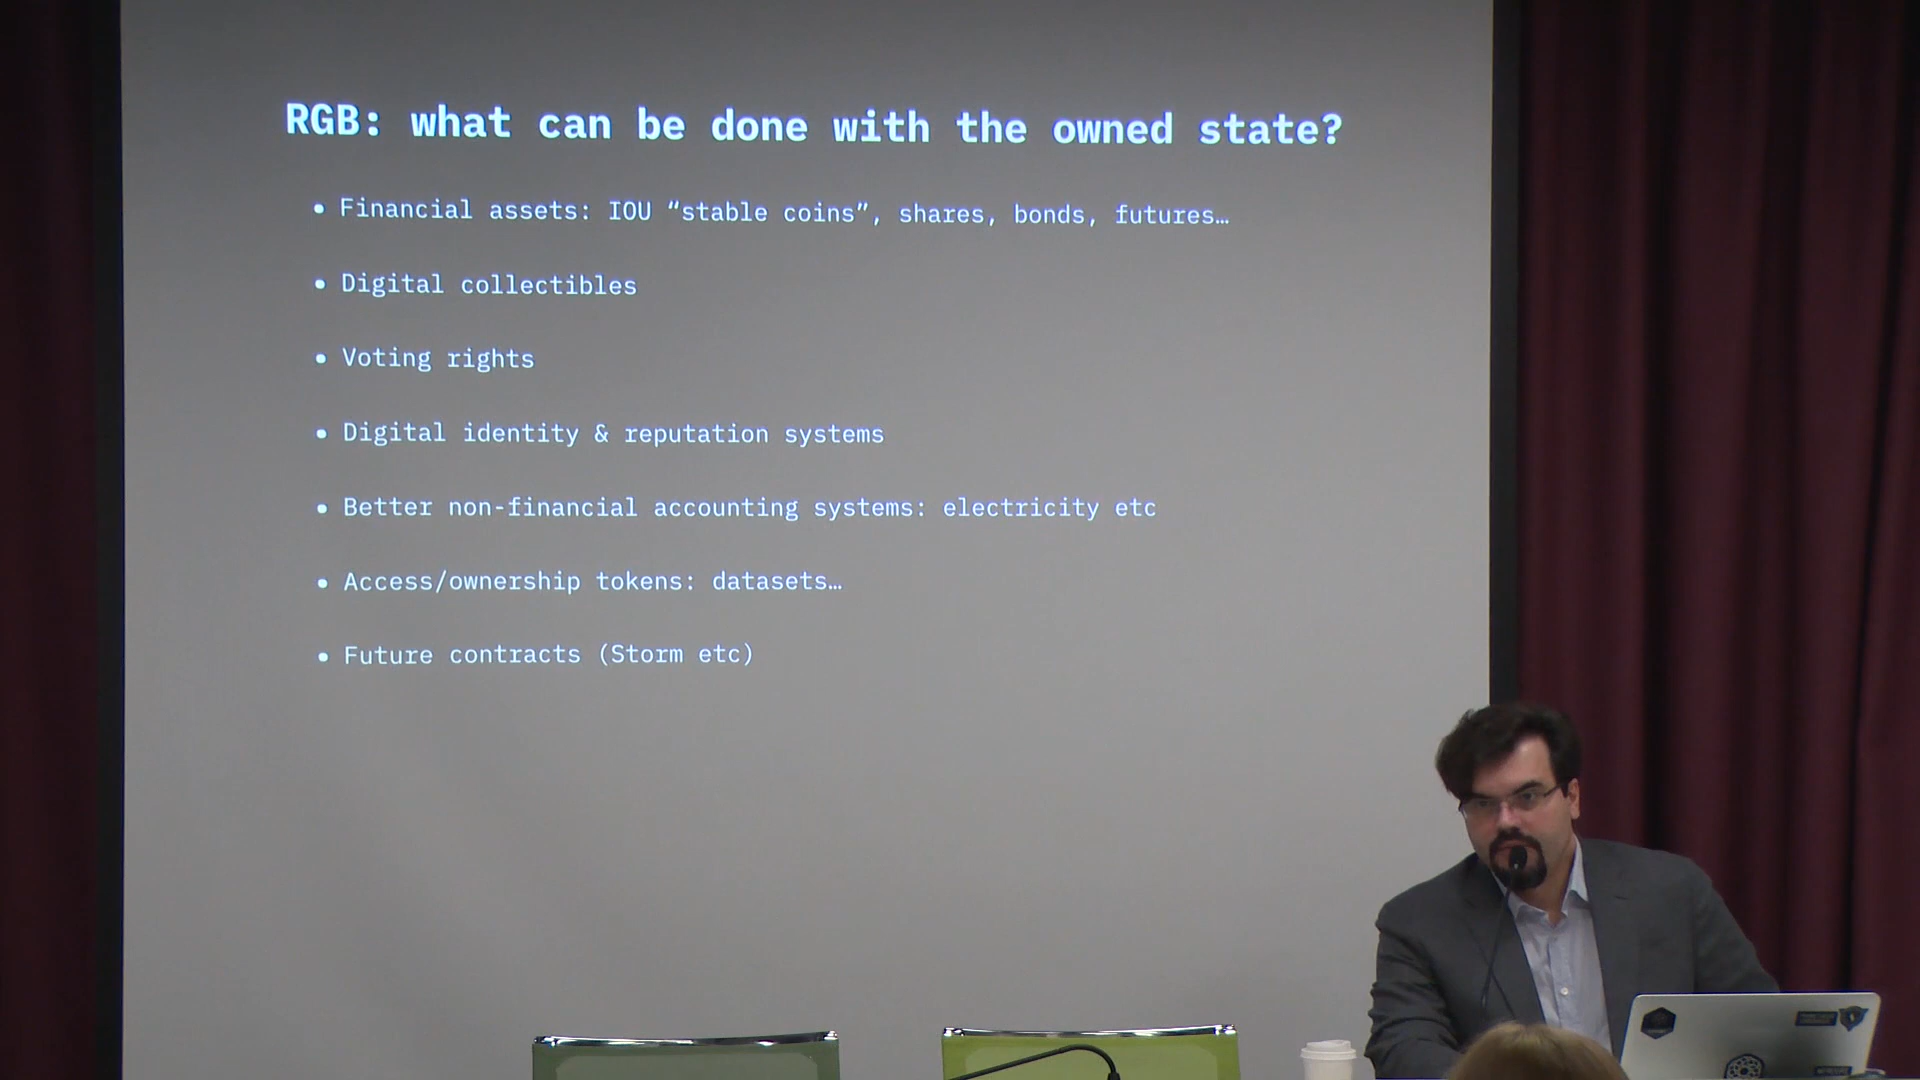 RGB: what can be done with the owned state?
• Financial assets: IOU “stable coins”, shares, bonds, futures…
• Digital collectibles
• Voting rights
• Digital identity & reputation systems
• Better non-financial accounting systems: electricity etc
• Access/ownership tokens: datasets…
• Future contracts (Storm etc)